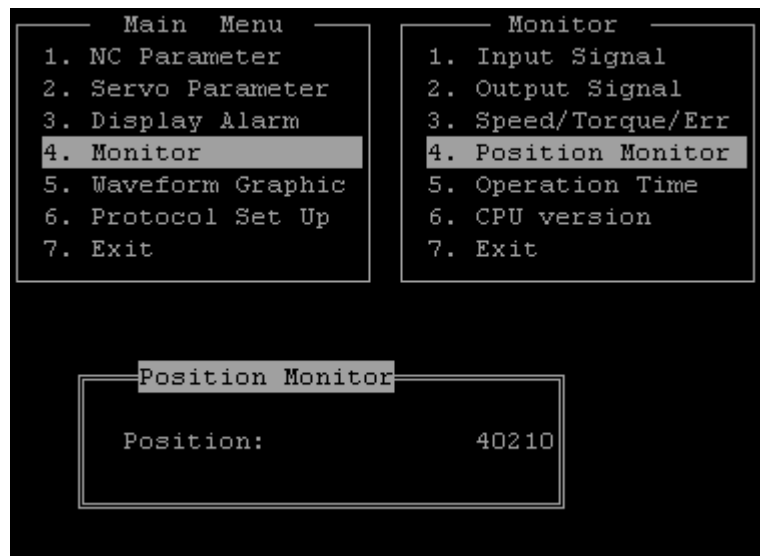 Main Menu
1. NC Parameter
2. Servo Parameter
3. Display Alarm
4. Monitor
5. Waveform Graphic
6. Protocol Set Up
7. Exit
Monitor
1. Input Signal
2. Output Signal
3. Speed/Torque/Err
4. Position Monitor
5. Operation Time
6. CPU version
7. Exit
Position Monitor
Position: 40210